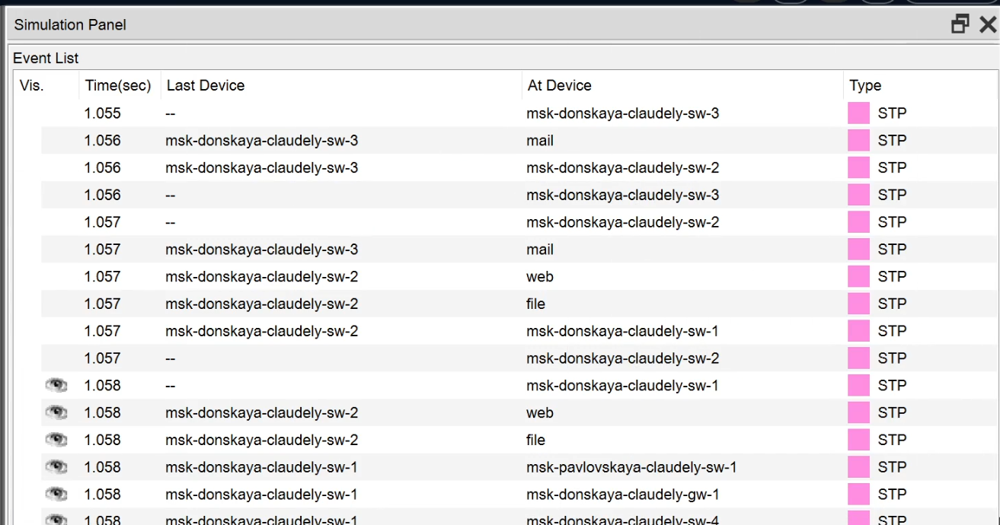 Simulation Panel
Event List
Vis. Time(sec) Last Device At Device Type
1.055 -- msk-donskaya-claudely-sw-3 STP
1.056 msk-donskaya-claudely-sw-3 mail STP
1.056 msk-donskaya-claudely-sw-3 msk-donskaya-claudely-sw-2 STP
1.056 -- msk-donskaya-claudely-sw-3 STP
1.057 -- msk-donskaya-claudely-sw-2 STP
1.057 msk-donskaya-claudely-sw-3 mail STP
1.057 msk-donskaya-claudely-sw-2 web STP
1.057 msk-donskaya-claudely-sw-2 file STP
1.057 msk-donskaya-claudely-sw-2 msk-donskaya-claudely-sw-1 STP
1.057 -- msk-donskaya-claudely-sw-2 STP
1.058 -- msk-donskaya-claudely-sw-1 STP
1.058 msk-donskaya-claudely-sw-2 web STP
1.058 msk-donskaya-claudely-sw-2 file STP
1.058 msk-donskaya-claudely-sw-1 msk-pavlovskaya-claudely-sw-1 STP
1.058 msk-donskaya-claudely-sw-1 msk-donskaya-claudely-gw-1 STP
1.058 msk-donskaya-claudely-sw-1 msk-donskaya-claudely-sw-4 STP